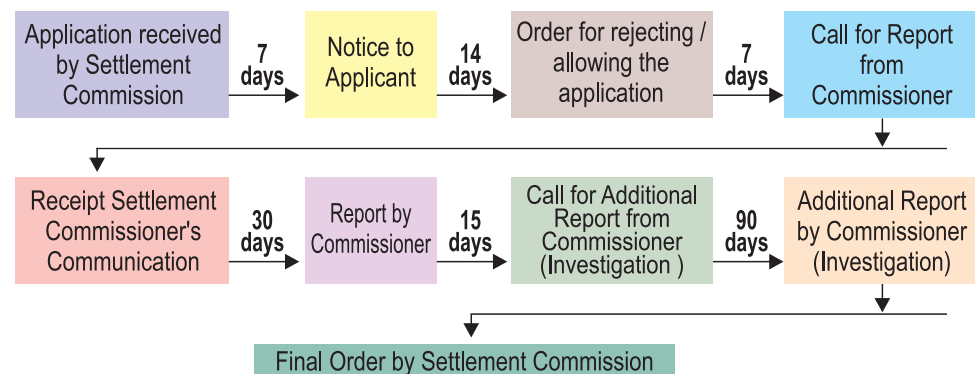 Application received
by Settlement
Commission
7
days
Notice to
Applicant
14
days
Order for rejecting /
allowing the
application
7
days
Call for Report
from
Commissioner
Receipt Settlement
Commissioner's
Communication
30
days
Report by
Commissioner
15
days
Call for Additional
Report from
Commissioner
(Investigation )
90
days
Additional Report
by Commissioner
(Investigation)
Final Order by Settlement Commission